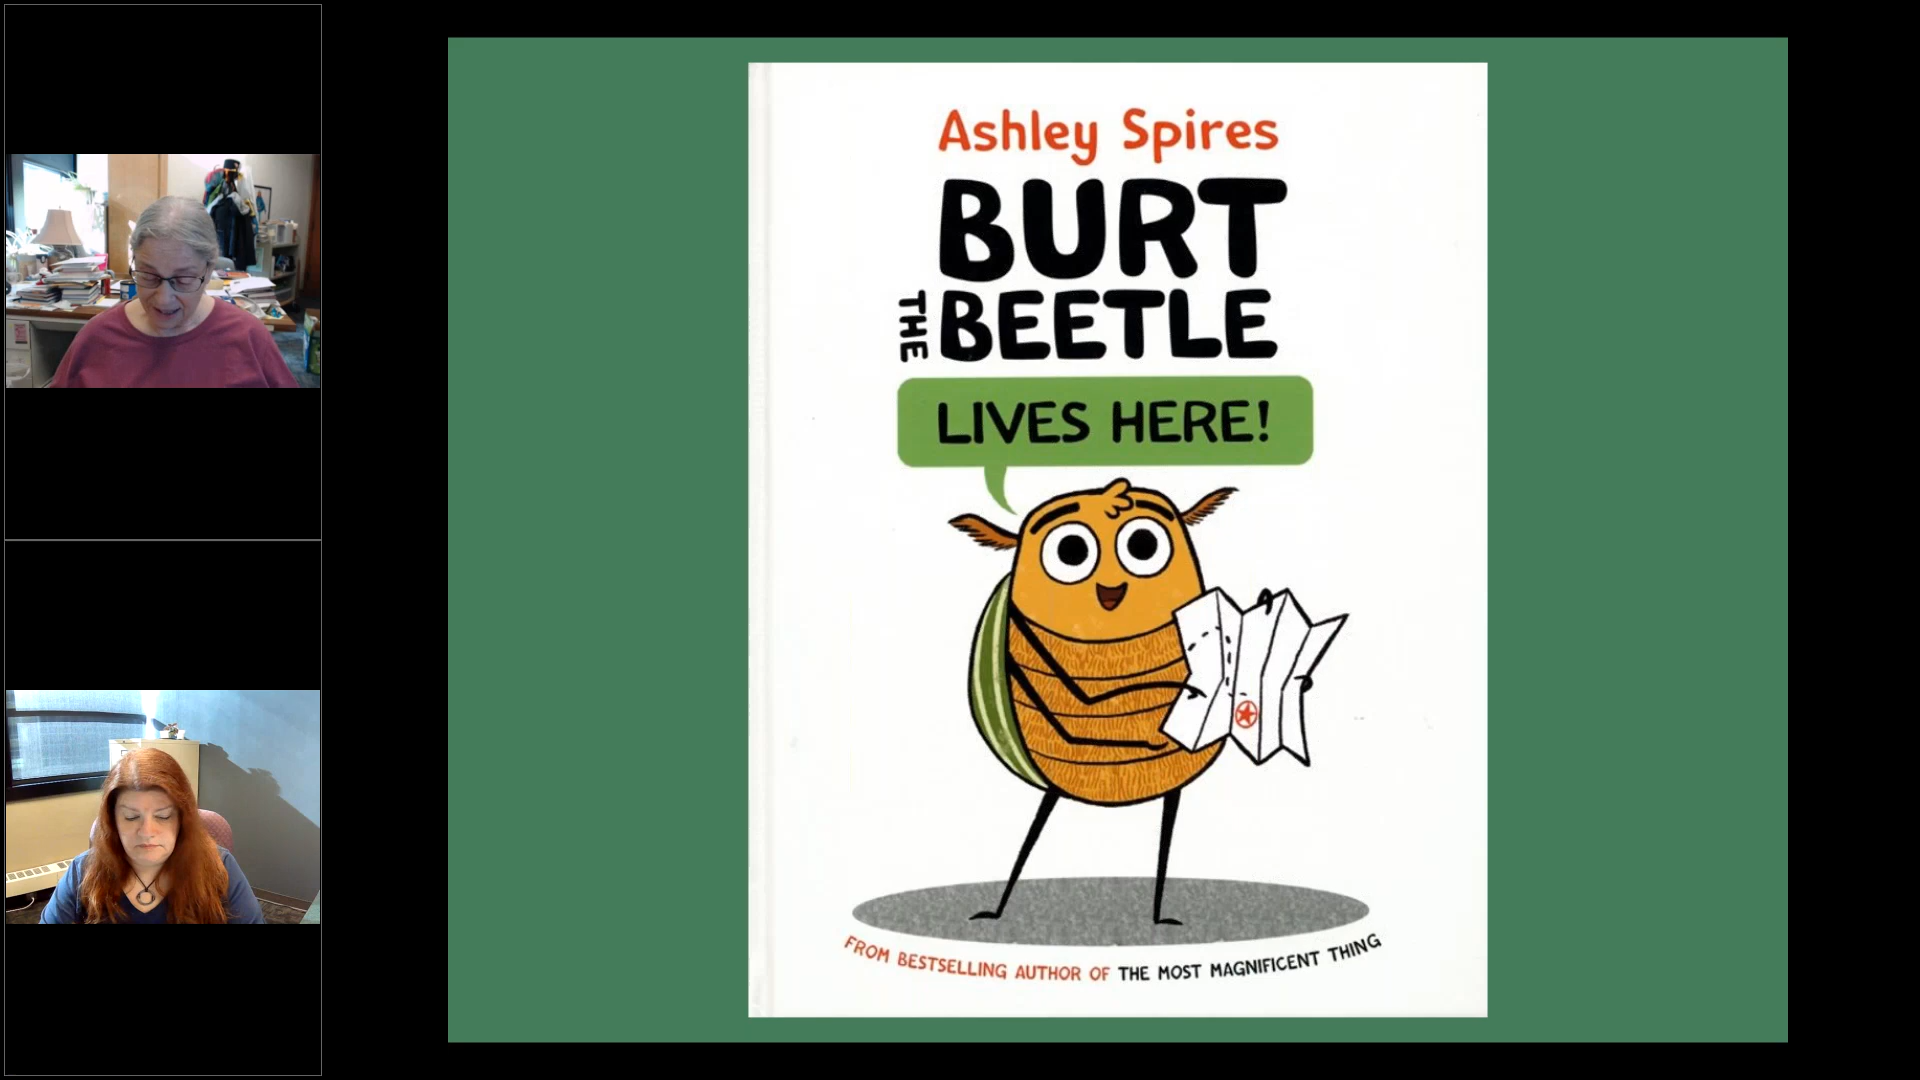 Ashley Spires
BURT
THE BEETLE
LIVES HERE!
FROM BESTSELLING AUTHOR OF THE MOST MAGNIFICENT THING